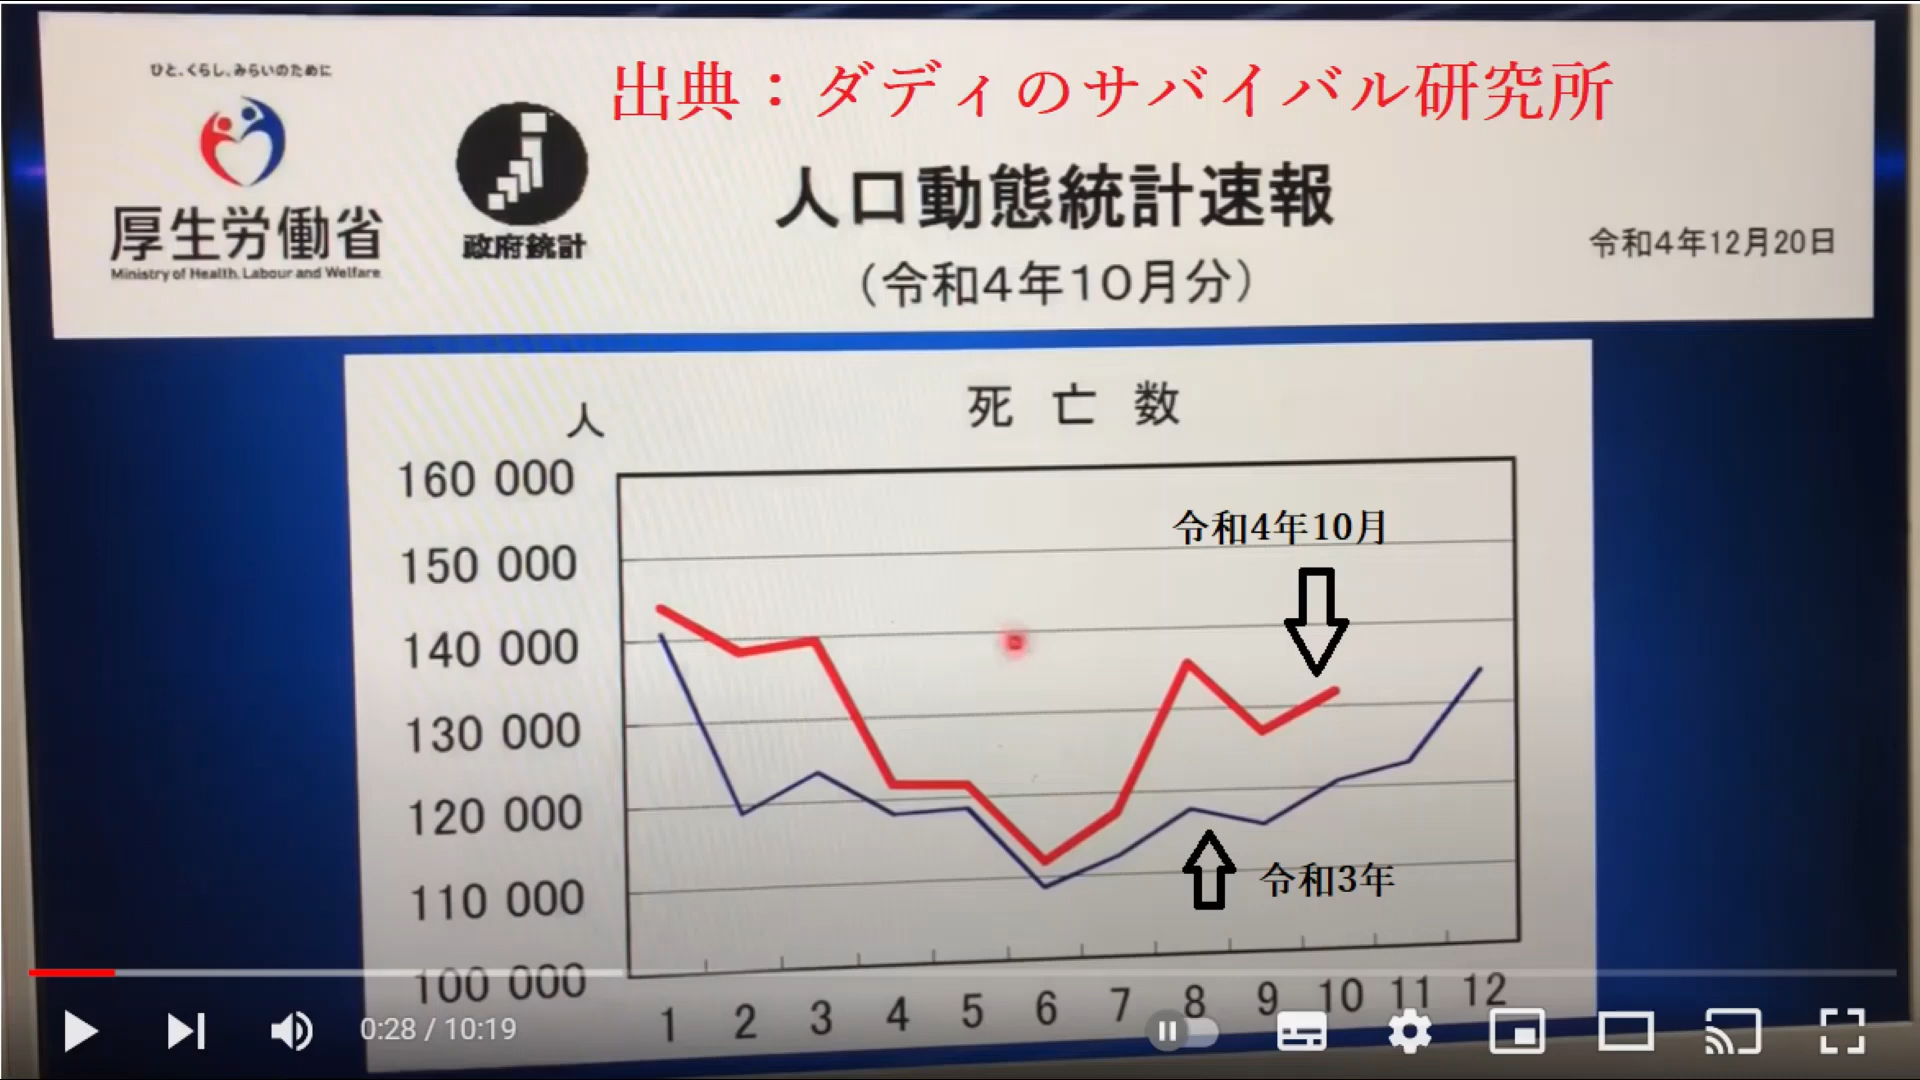 ひと、くらし、みらいのために
厚生労働省
Ministry of Health, Labour and Welfare
政府統計
出典：ダディのサバイバル研究所
人口動態統計速報
（令和4年10月分）
令和4年12月20日
死亡数
人
160 000
150 000
140 000
130 000
120 000
110 000
100 000
令和4年10月
令和3年
1 2 3 4 5 6 7 8 9 10 11 12
0:28 / 10:19